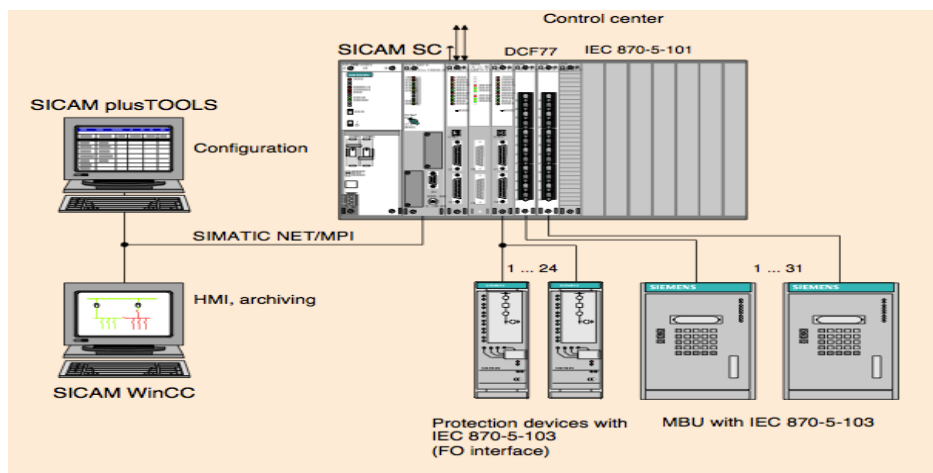 Control center
SICAM SC
DCF77
IEC 870-5-101
SICAM plusTOOLS
Configuration
SIMATIC NET/MPI
1 ... 24
1 ... 31
HMI, archiving
SIEMENS
SIEMENS
SICAM WinCC
Protection devices with
IEC 870-5-103
(FO interface)
MBU with IEC 870-5-103